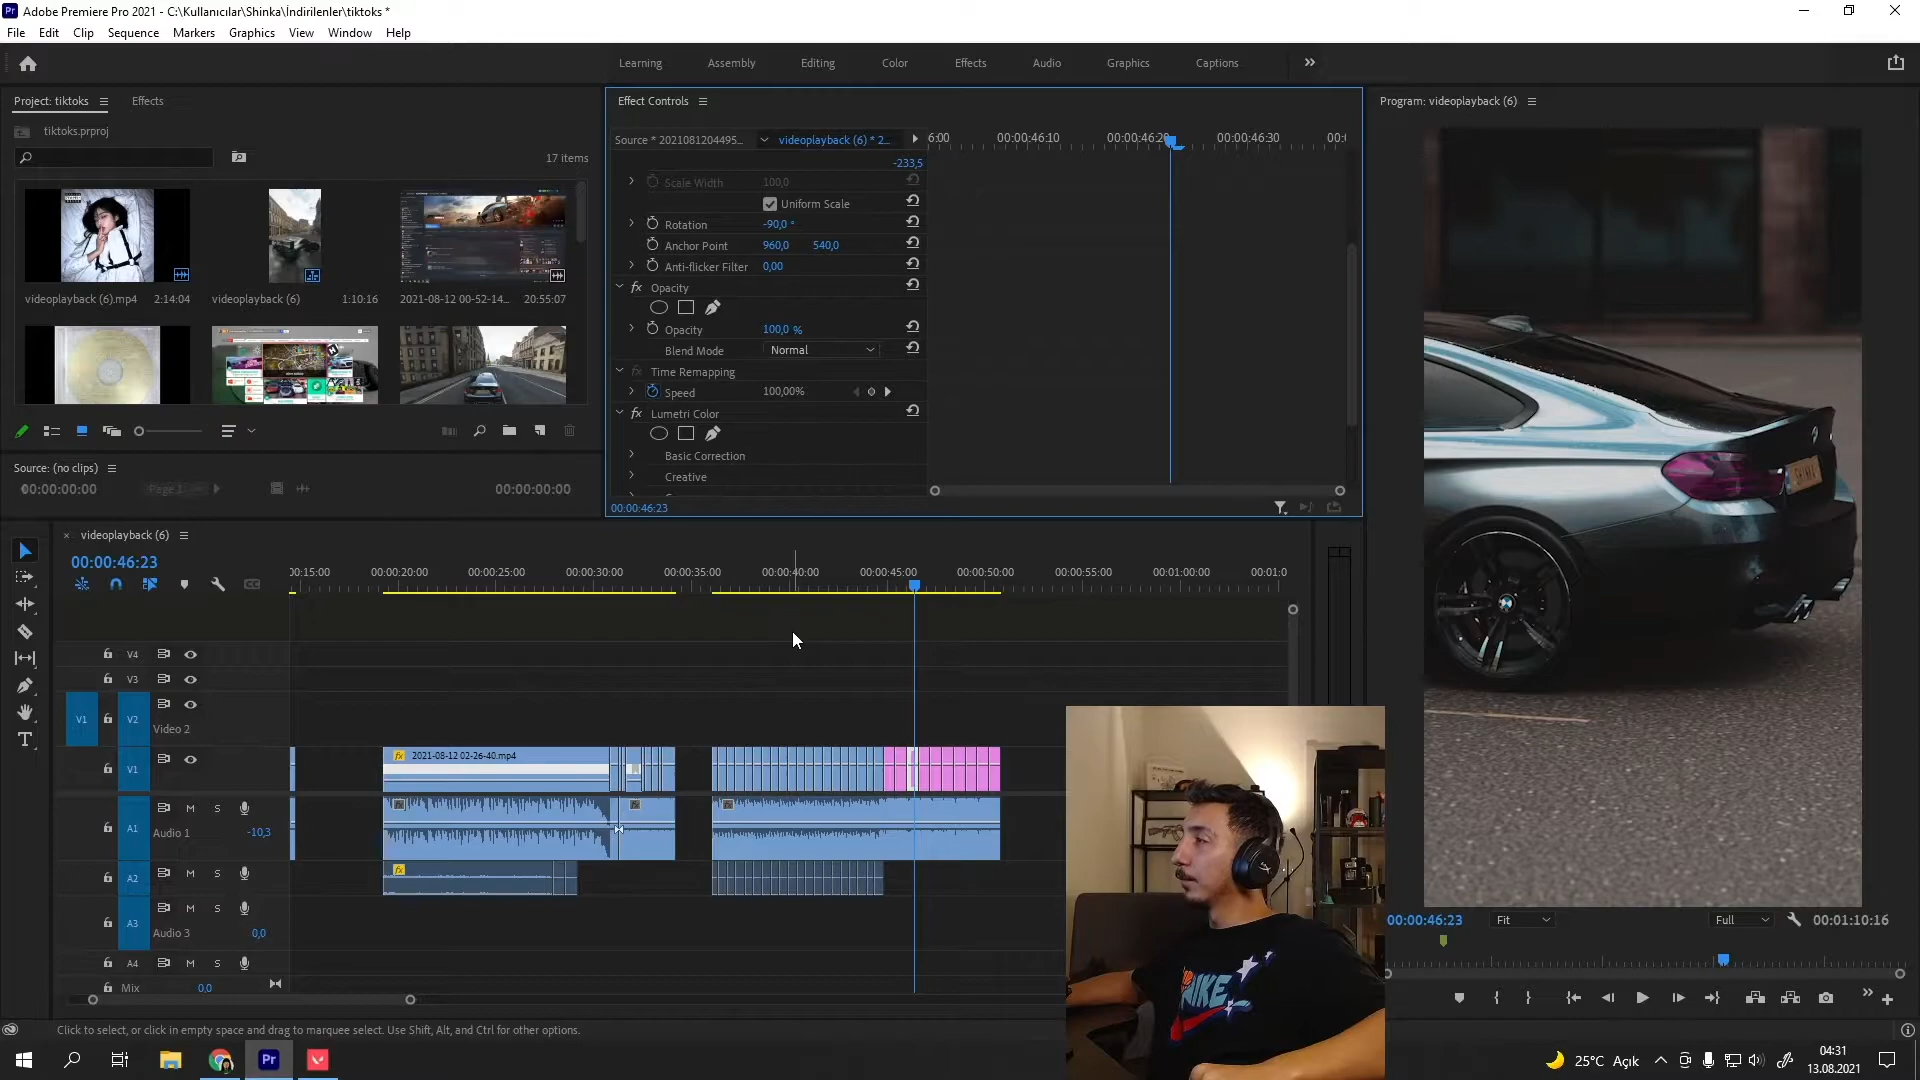 Adobe Premiere Pro 2021 - C:\Kullanıcılar\Shinka\İndirilenler\tiktoks *
File Edit Clip Sequence Markers Graphics View Window Help
Learning Assembly Editing Color Effects Audio Graphics Captions
Project: tiktoks Effects
tiktoks.prproj
17 items
videoplayback (6).mp4 2:14:04
videoplayback (6) 1:10:16
2021-08-12 00-52-14... 20:55:07
Source: (no clips)
00:00:00:00 Page 1 00:00:00:00
Effect Controls
Source * 2021081204495... videoplayback (6) * 2...
6:00 00:00:46:10 00:00:46:20 00:00:46:30 00:
-233,5
Scale Width 100,0
Uniform Scale
Rotation -90,0 °
Anchor Point 960,0 540,0
Anti-flicker Filter 0,00
fx Opacity
Opacity 100,0 %
Blend Mode Normal
fx Time Remapping
Speed 100,00%
fx Lumetri Color
Basic Correction
Creative
00:00:46:23
Program: videoplayback (6)
SHINKA
00:00:46:23 Fit Full 00:01:10:16
videoplayback (6)
00:00:46:23
00:15:00 00:00:20:00 00:00:25:00 00:00:30:00 00:00:35:00 00:00:40:00 00:00:45:00 00:00:50:00 00:00:55:00 00:01:00:00 00:01:0
V4
V3
V1 V2
Video 2
V1
fx 2021-08-12 02-26-40.mp4
A1 M S
Audio 1 -10,3
A2 M S
A3 M S
Audio 3 0,0
A4 M S
Mix 0,0
NIKE
Click to select, or click in empty space and drag to marquee select. Use Shift, Alt, and Ctrl for other options.
Pr
25°C Açık
04:31
13.08.2021